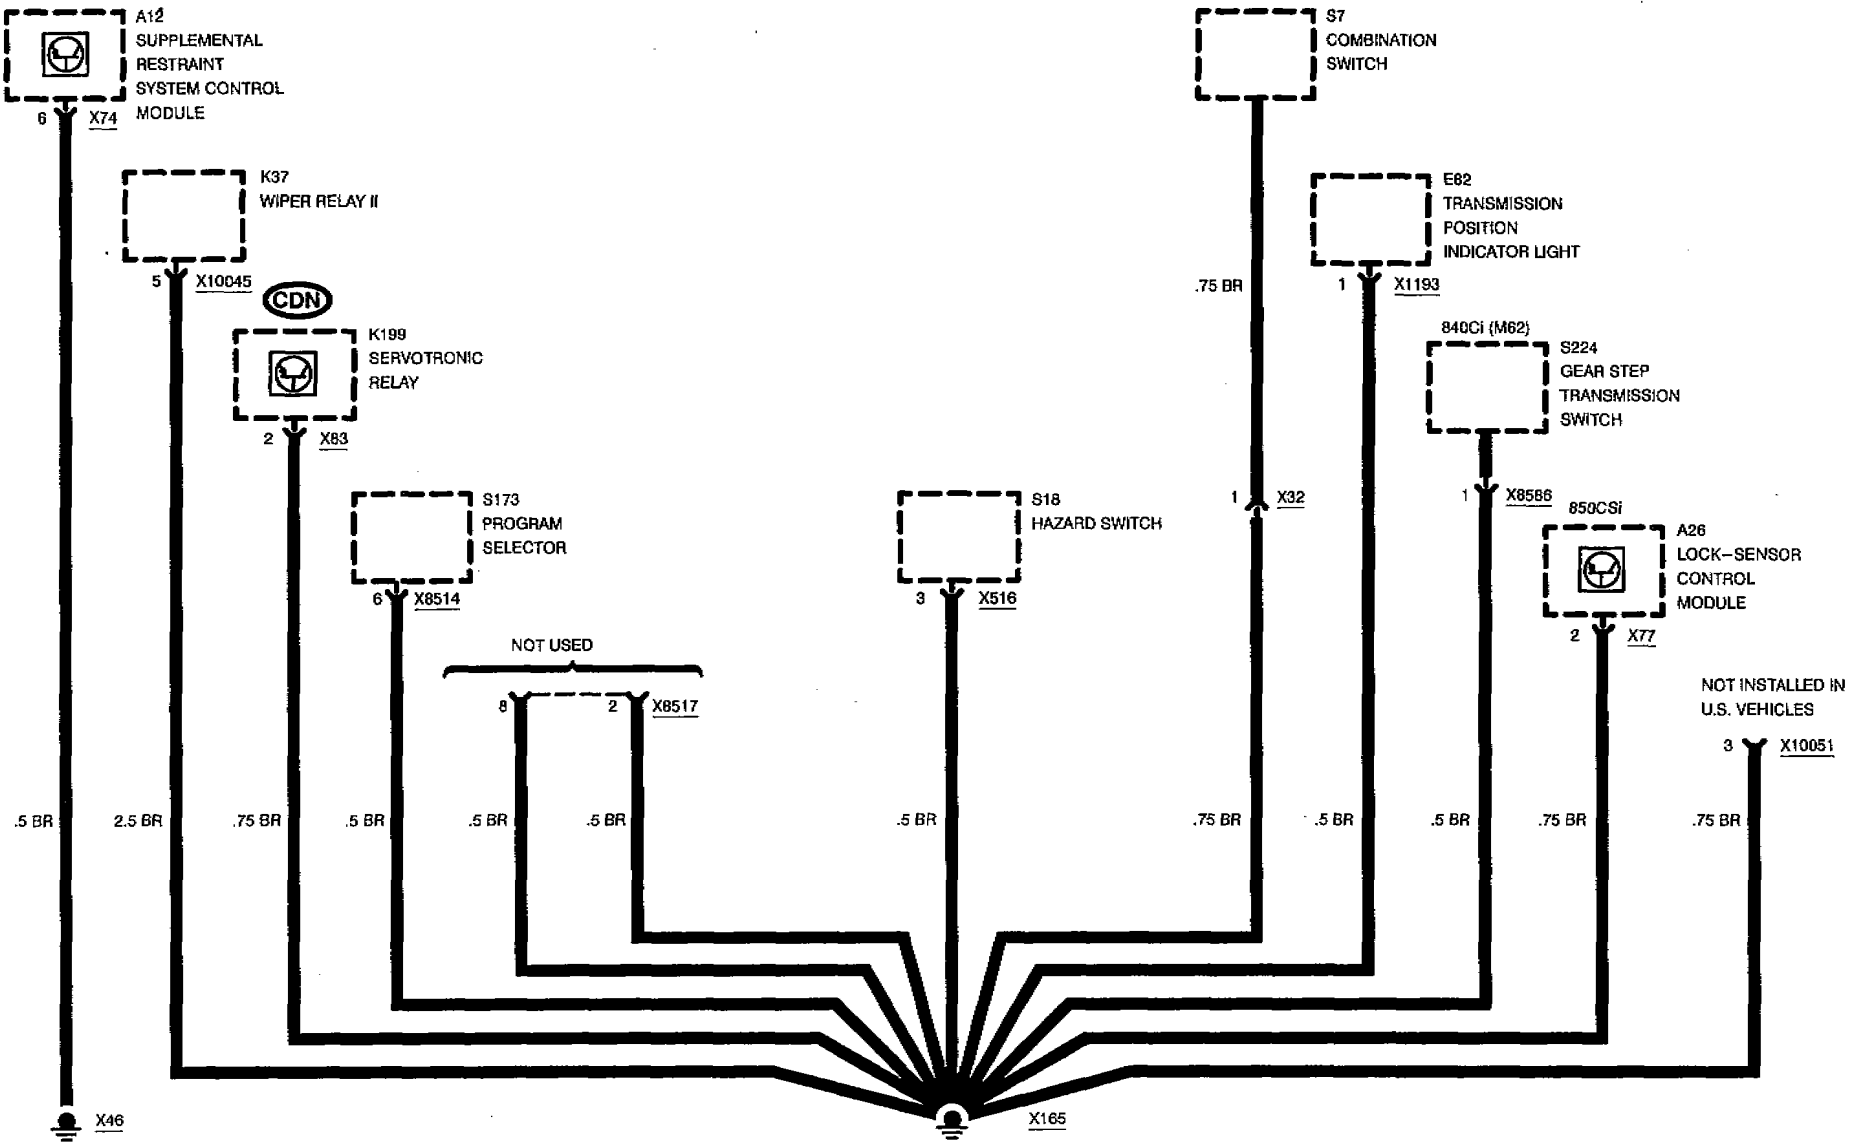 A12
SUPPLEMENTAL
RESTRAINT
SYSTEM CONTROL
MODULE
6
X74
K37
WIPER RELAY II
5
X10045
CDN
K199
SERVOTRONIC
RELAY
2
X83
S173
PROGRAM
SELECTOR
6
X8514
NOT USED
8
2
X8517
S18
HAZARD SWITCH
3
X516
S7
COMBINATION
SWITCH
.75 BR
1
X32
E82
TRANSMISSION
POSITION
INDICATOR LIGHT
1
X1193
840Ci (M62)
S224
GEAR STEP
TRANSMISSION
SWITCH
1
X8586
850CSi
A26
LOCK–SENSOR
CONTROL
MODULE
2
X77
NOT INSTALLED IN
U.S. VEHICLES
3
X10051
.5 BR
2.5 BR
.75 BR
.5 BR
.5 BR
.5 BR
.5 BR
.75 BR
.5 BR
.5 BR
.75 BR
.75 BR
X46
X165